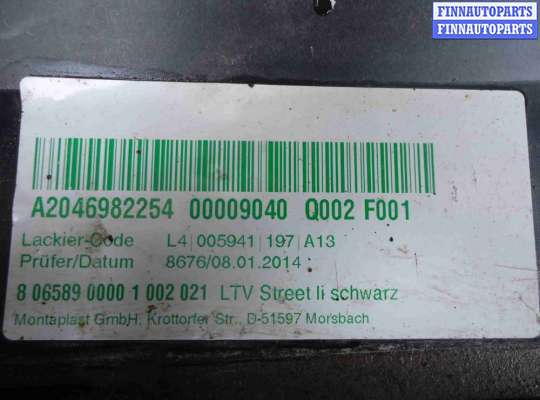 FINNAUTOPARTS
FINNAUTOPARTS
A2046982254 00009040 Q002 F001
Lackier-Code L4|005941|197|A13
Prüfer/Datum 8676/08.01.2014
8 06589 0000 1 002 021 LTV Street li schwarz
Montaplast GmbH, Krottorfer Str., D-51597 Morsbach